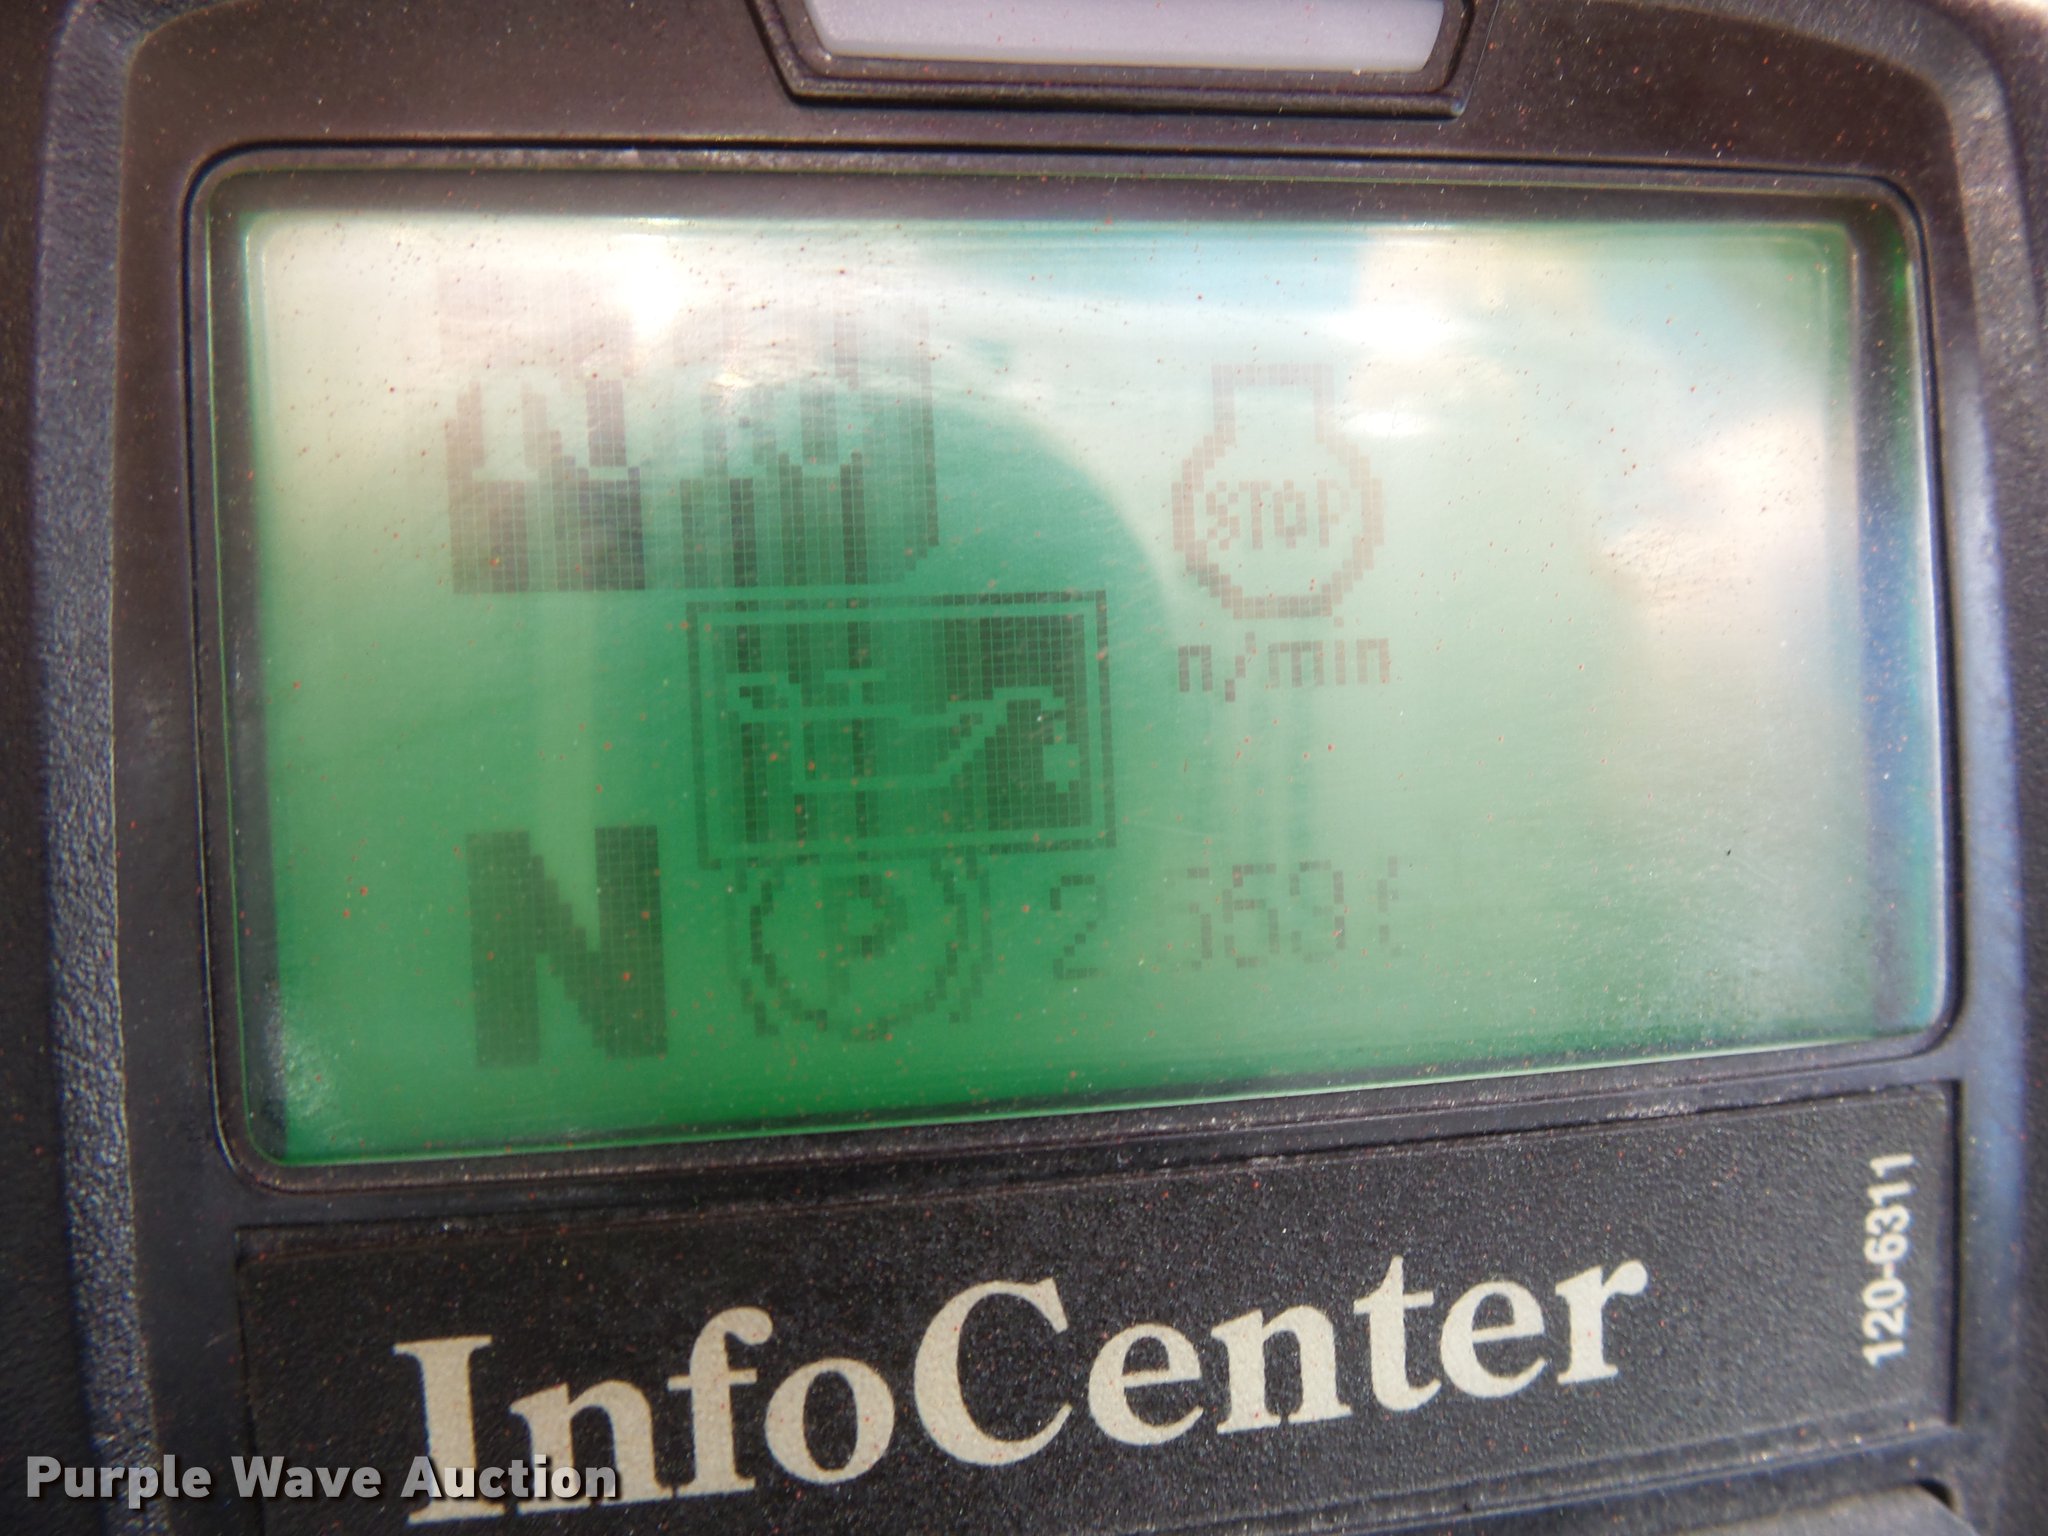 STOP
n/min
N
P
InfoCenter
120-6311
Purple Wave Auction